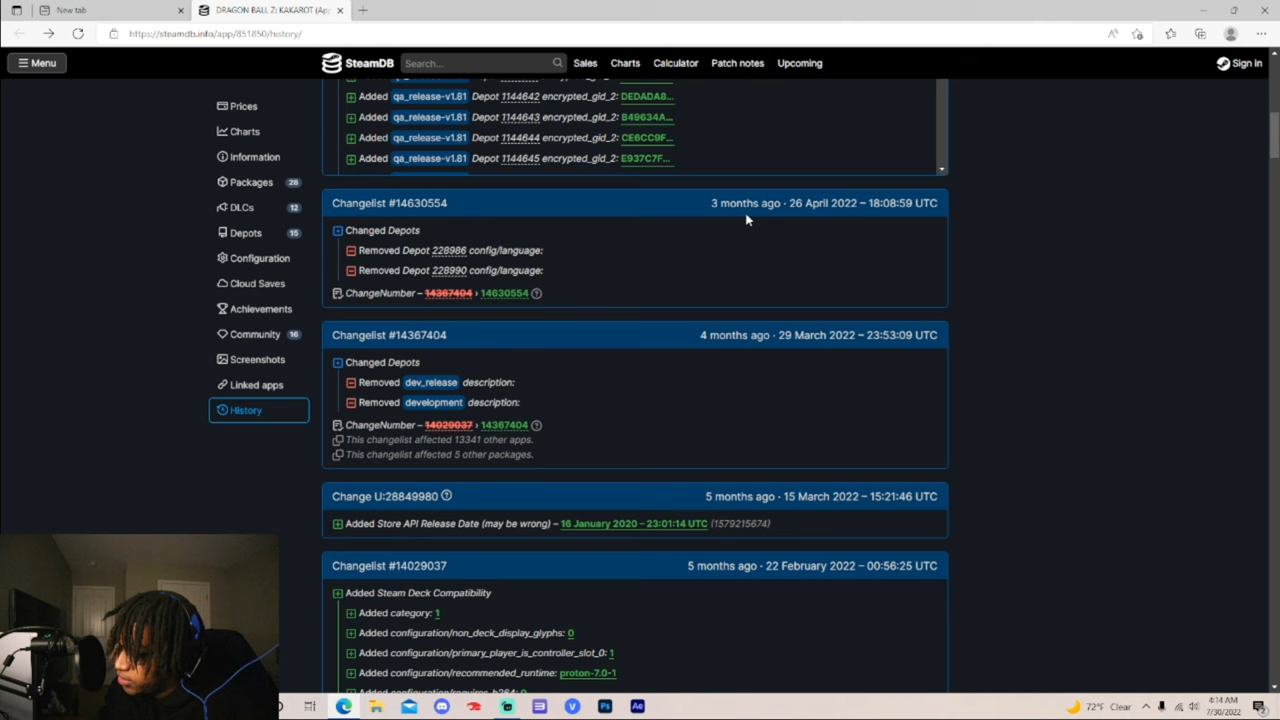 New tab
DRAGON BALL Z: KAKAROT (App
https://steamdb.info/app/851850/history/
Menu
SteamDB
Search...
Sales
Charts
Calculator
Patch notes
Upcoming
Sign in
Prices
Charts
Information
Packages 28
DLCs 12
Depots 15
Configuration
Cloud Saves
Achievements
Community 16
Screenshots
Linked apps
History
Added qa_release-v1.81 Depot 1144642 encrypted_gid_2: DEDADA8...
Added qa_release-v1.81 Depot 1144643 encrypted_gid_2: B49634A...
Added qa_release-v1.81 Depot 1144644 encrypted_gid_2: CE6CC9F...
Added qa_release-v1.81 Depot 1144645 encrypted_gid_2: E937C7F...
Changelist #14630554 3 months ago · 26 April 2022 – 18:08:59 UTC
Changed Depots
Removed Depot 228986 config/language:
Removed Depot 228990 config/language:
ChangeNumber – 14367404 › 14630554
Changelist #14367404 4 months ago · 29 March 2022 – 23:53:09 UTC
Changed Depots
Removed dev_release description:
Removed development description:
ChangeNumber – 14029037 › 14367404
This changelist affected 13341 other apps.
This changelist affected 5 other packages.
Change U:28849980 5 months ago · 15 March 2022 – 15:21:46 UTC
Added Store API Release Date (may be wrong) – 16 January 2020 – 23:01:14 UTC (1579215674)
Changelist #14029037 5 months ago · 22 February 2022 – 00:56:25 UTC
Added Steam Deck Compatibility
Added category: 1
Added configuration/non_deck_display_glyphs: 0
Added configuration/primary_player_is_controller_slot_0: 1
Added configuration/recommended_runtime: proton-7.0-1
Added configuration/requires_h264: 0
Ps
Ae
72°F Clear
4:14 AM
7/30/2022